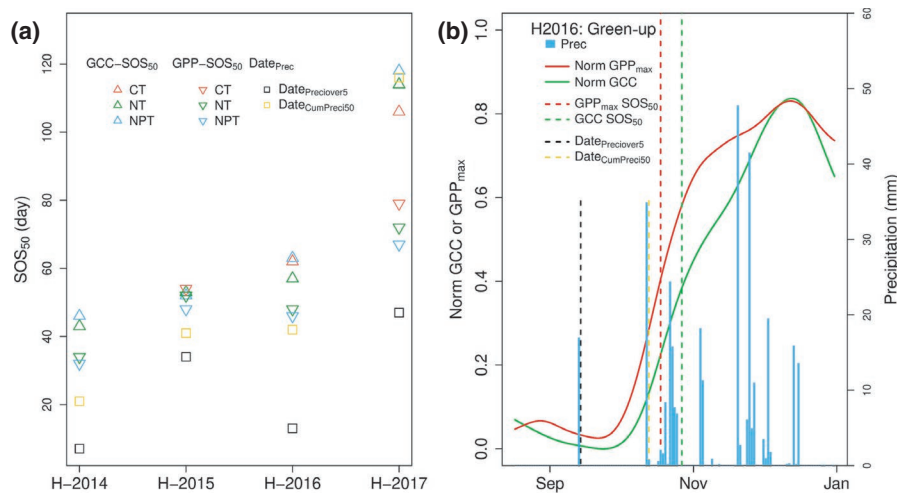 (a)
GCC−SOS50 GPP−SOS50 DatePrec
CT CT DatePreciover5
NT NT DateCumPreci50
NPT NPT
SOS50 (day)
120
100
80
60
40
20
H−2014 H−2015 H−2016 H−2017
(b)
H2016: Green−up
Prec
Norm GPPmax
Norm GCC
GPPmax SOS50
GCC SOS50
DatePreciover5
DateCumPreci50
Norm GCC or GPPmax
1.0
0.8
0.6
0.4
0.2
0.0
Sep Nov Jan
60
50
40
30
20
10
0
Precipitation (mm)